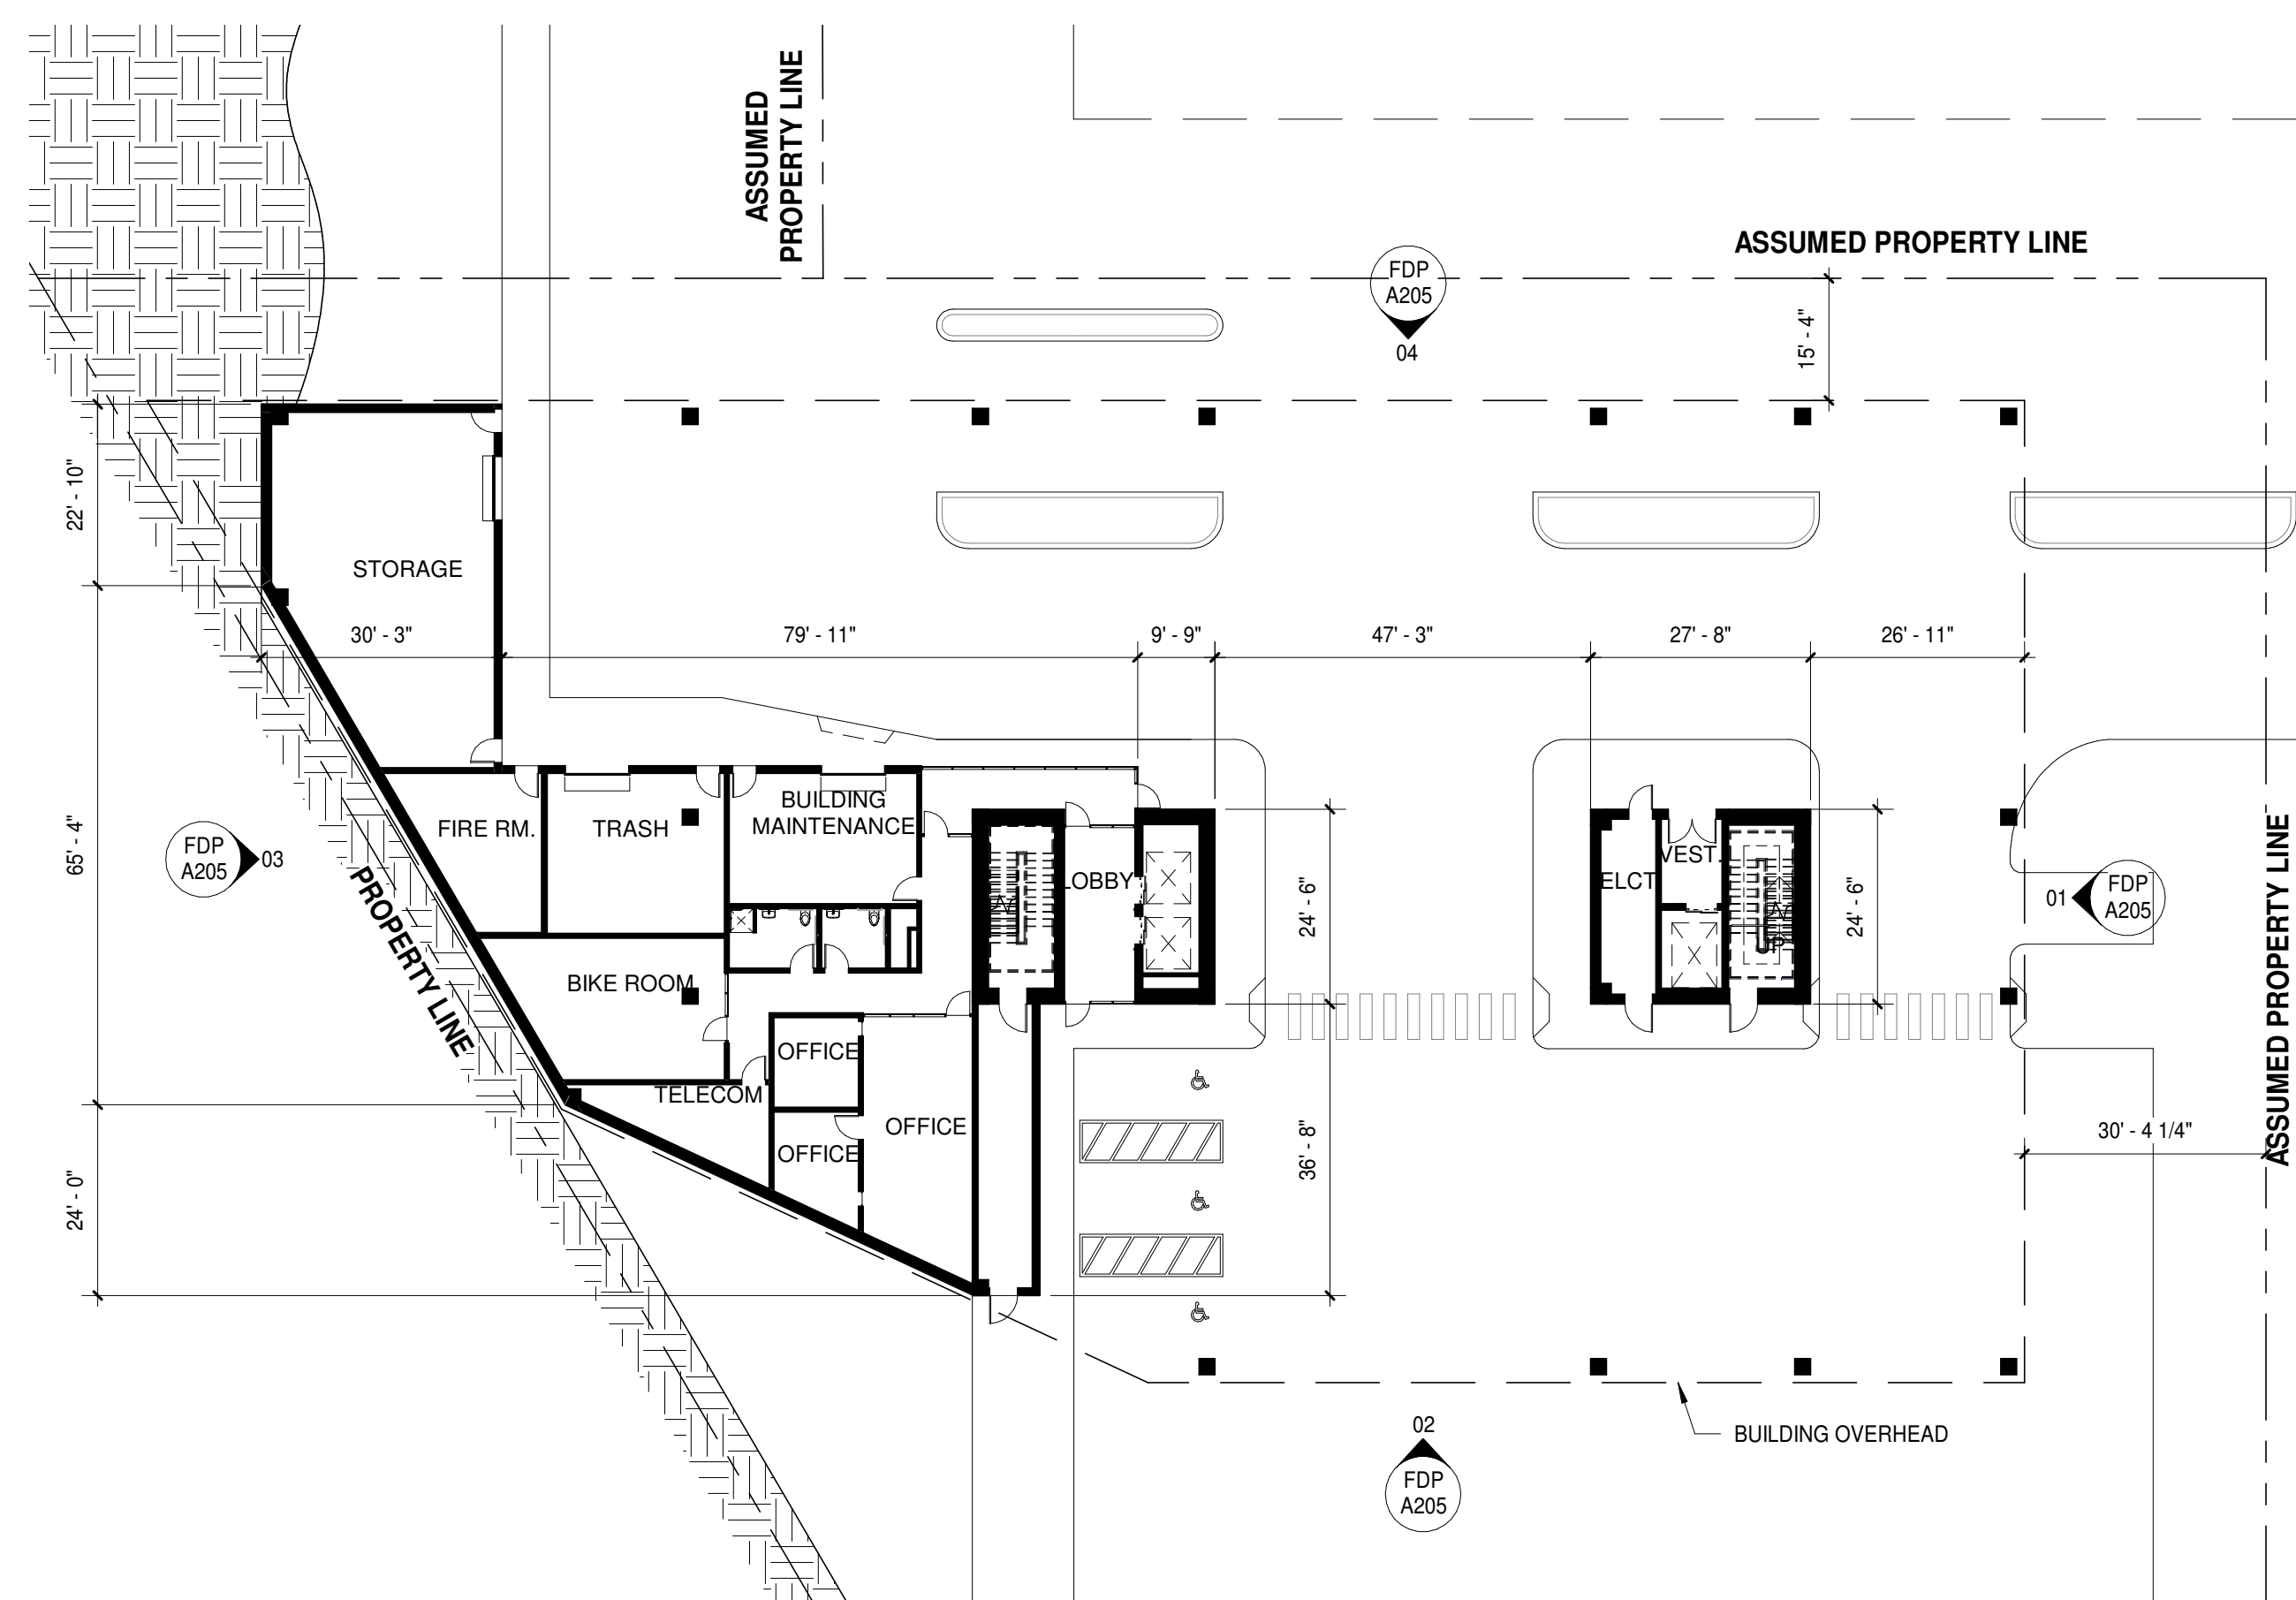 ASSUMED
PROPERTY LINE
ASSUMED PROPERTY LINE
FDP
A205
04
15' - 4"
22' - 10"
STORAGE
30' - 3"
79' - 11"
9' - 9"
47' - 3"
27' - 8"
26' - 11"
BUILDING
MAINTENANCE
FIRE RM.
TRASH
65' - 4"
FDP
A205
03
PROPERTY LINE
LOBBY
24' - 6"
VEST.
ELCT
24' - 6"
01
FDP
A205
ASSUMED PROPERTY LINE
BIKE ROOM
OFFICE
TELECOM
OFFICE
OFFICE
36' - 8"
30' - 4 1/4"
24' - 0"
02
FDP
A205
BUILDING OVERHEAD